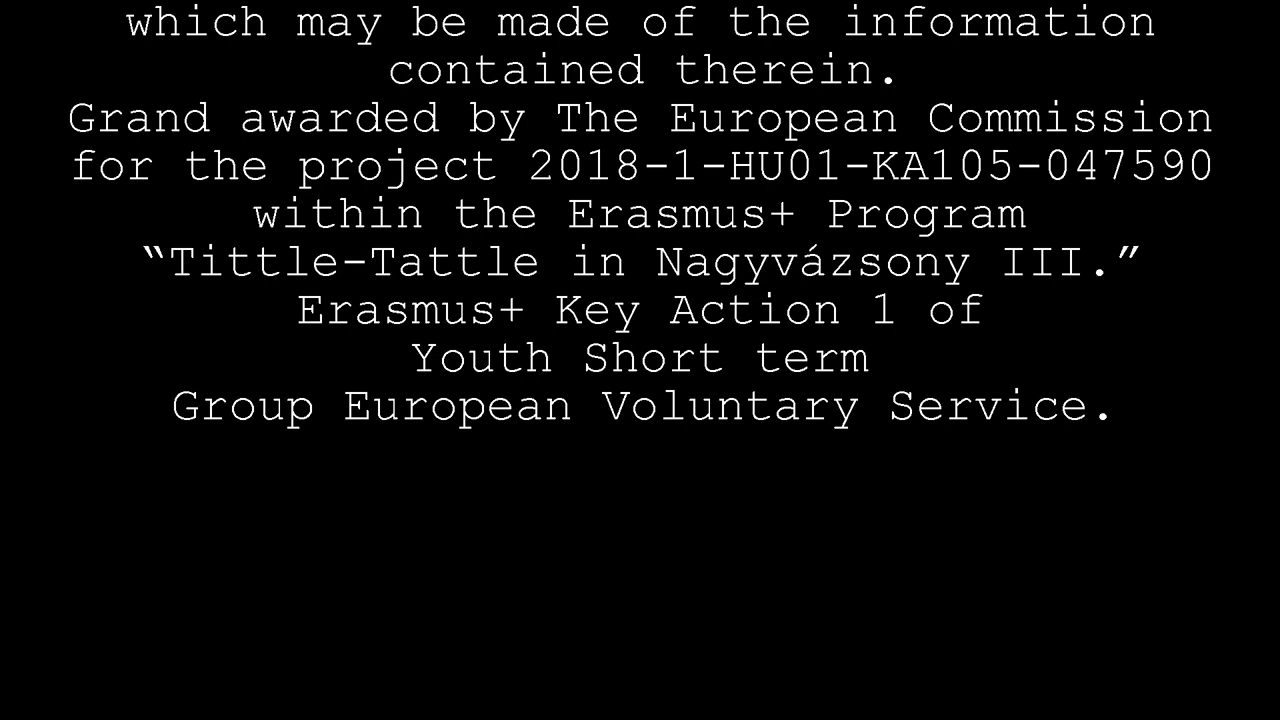 which may be made of the information
contained therein.
Grand awarded by The European Commission
for the project 2018-1-HU01-KA105-047590
within the Erasmus+ Program
“Tittle-Tattle in Nagyvázsony III.”
Erasmus+ Key Action 1 of
Youth Short term
Group European Voluntary Service.